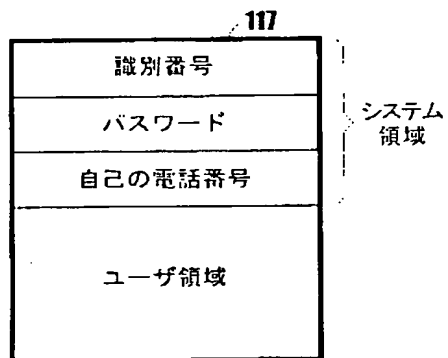 117
識別番号
パスワード
自己の電話番号
ユーザ領域
システム
領域